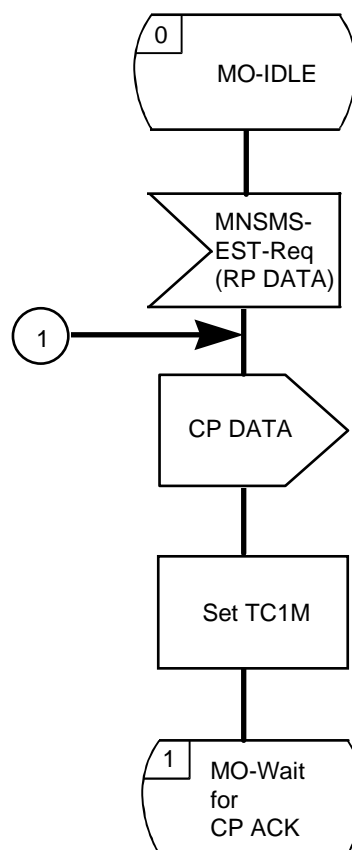 0
MO-IDLE
MNSMS-
EST-Req
(RP DATA)
1
CP DATA
Set TC1M
1
MO-Wait
for
CP ACK